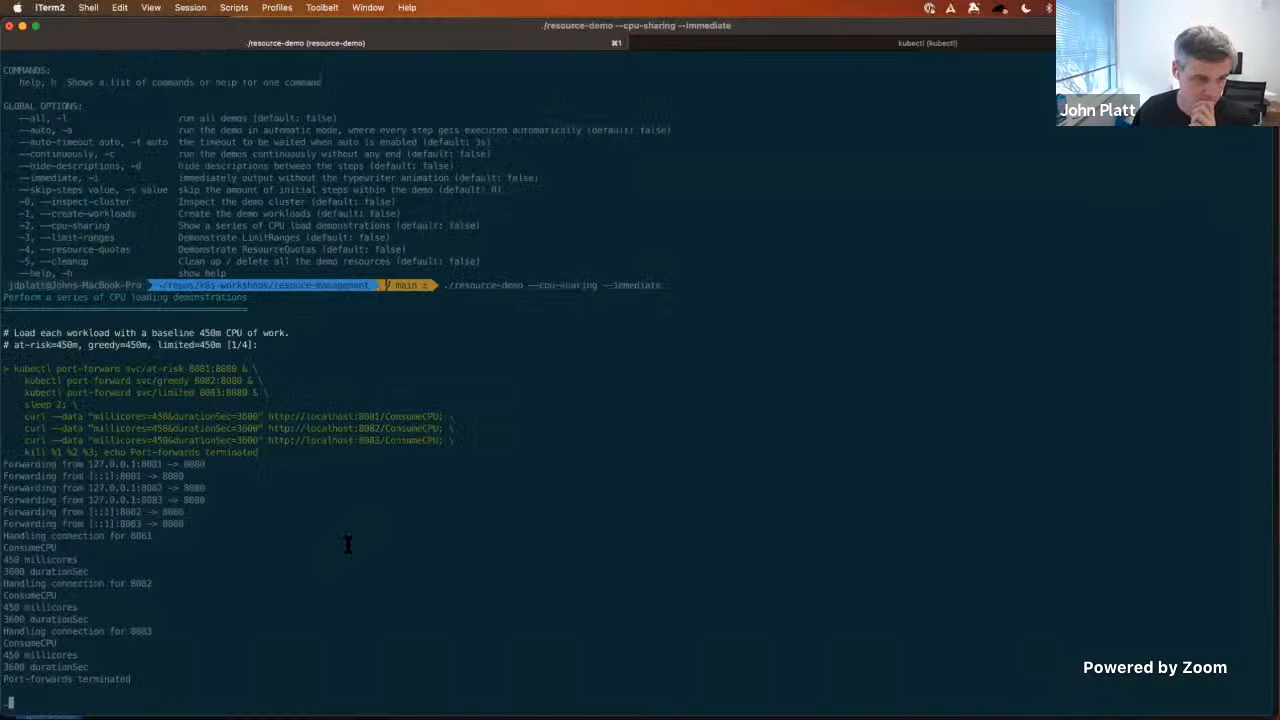 iTerm2 Shell Edit View Session Scripts Profiles Toolbelt Window Help
./resource-demo --cpu-sharing --immediate
./resource-demo (resource-demo) ⌘1 kubectl (kubectl)
COMMANDS:
help, h Shows a list of commands or help for one command
GLOBAL OPTIONS:
--all, -l run all demos (default: false)
--auto, -a run the demo in automatic mode, where every step gets executed automatically (default: false)
--auto-timeout auto, -t auto the timeout to be waited when auto is enabled (default: 3s)
--continuously, -c run the demos continuously without any end (default: false)
--hide-descriptions, -d hide descriptions between the steps (default: false)
--immediate, -i immediately output without the typewriter animation (default: false)
--skip-steps value, -s value skip the amount of initial steps within the demo (default: 0)
-0, --inspect-cluster Inspect the demo cluster (default: false)
-1, --create-workloads Create the demo workloads (default: false)
-2, --cpu-sharing Show a series of CPU load demonstrations (default: false)
-3, --limit-ranges Demonstrate LimitRanges (default: false)
-4, --resource-quotas Demonstrate ResourceQuotas (default: false)
-5, --cleanup Clean up / delete all the demo resources (default: false)
--help, -h show help
jdplatt@Johns-MacBook-Pro ~/repos/k8s-workshops/resource-management main ± ./resource-demo --cpu-sharing --immediate
Perform a series of CPU loading demonstrations
==============================================
# Load each workload with a baseline 450m CPU of work.
# at-risk=450m, greedy=450m, limited=450m [1/4]:
> kubectl port-forward svc/at-risk 8081:8080 & \
kubectl port-forward svc/greedy 8082:8080 & \
kubectl port-forward svc/limited 8083:8080 & \
sleep 2; \
curl --data "millicores=450&durationSec=3600" http://localhost:8081/ConsumeCPU; \
curl --data "millicores=450&durationSec=3600" http://localhost:8082/ConsumeCPU; \
curl --data "millicores=450&durationSec=3600" http://localhost:8083/ConsumeCPU; \
kill %1 %2 %3; echo Port-forwards terminated
Forwarding from 127.0.0.1:8081 -> 8080
Forwarding from [::1]:8081 -> 8080
Forwarding from 127.0.0.1:8082 -> 8080
Forwarding from 127.0.0.1:8083 -> 8080
Forwarding from [::1]:8082 -> 8080
Forwarding from [::1]:8083 -> 8080
Handling connection for 8081
ConsumeCPU
450 millicores
3600 durationSec
Handling connection for 8082
ConsumeCPU
450 millicores
3600 durationSec
Handling connection for 8083
ConsumeCPU
450 millicores
3600 durationSec
Port-forwards terminated
John Platt
Powered by Zoom